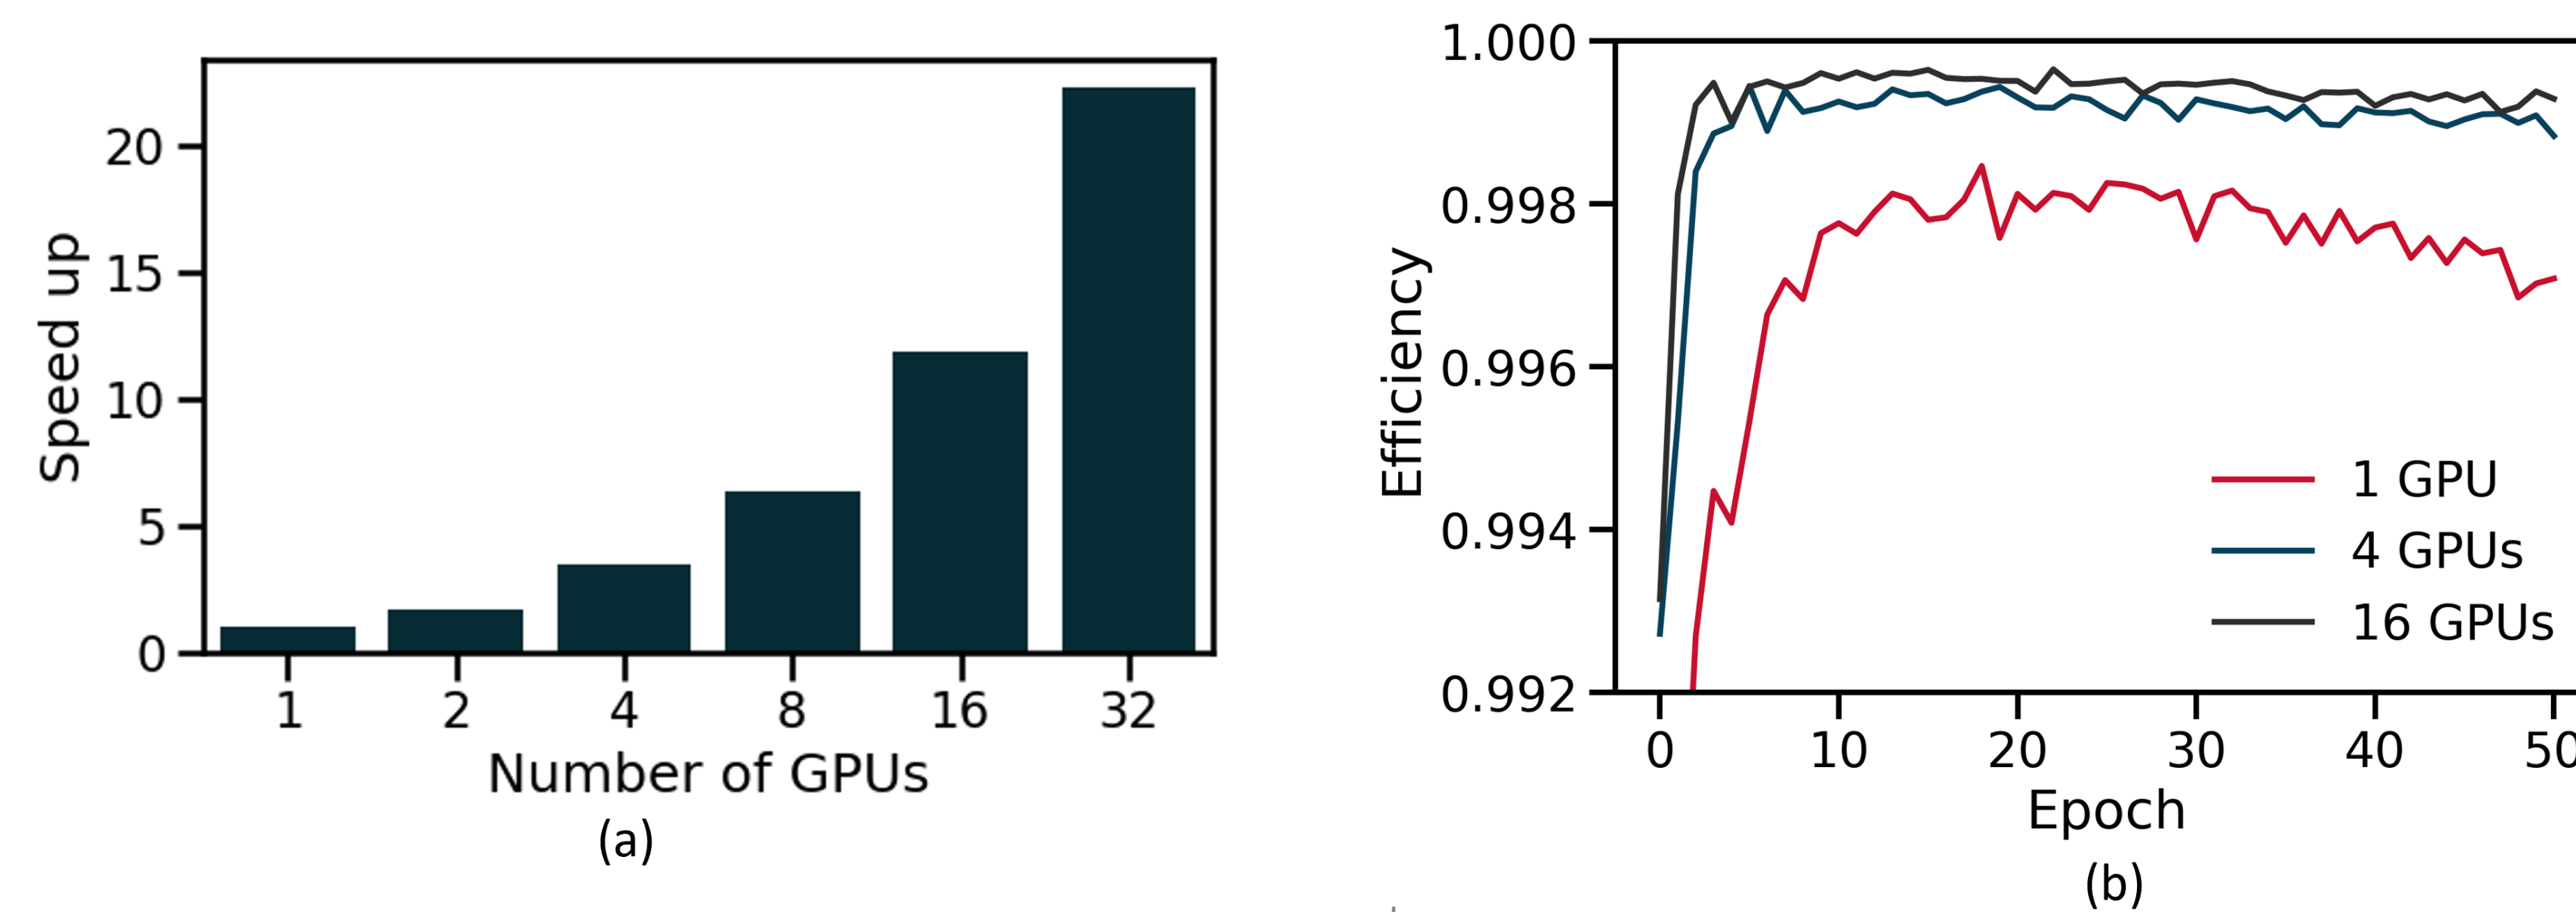 Speed up
20
15
10
5
0
1 2 4 8 16 32
Number of GPUs
(a)
Efficiency
1.000
0.998
0.996
0.994
0.992
1 GPU
4 GPUs
16 GPUs
0 10 20 30 40 50
Epoch
(b)